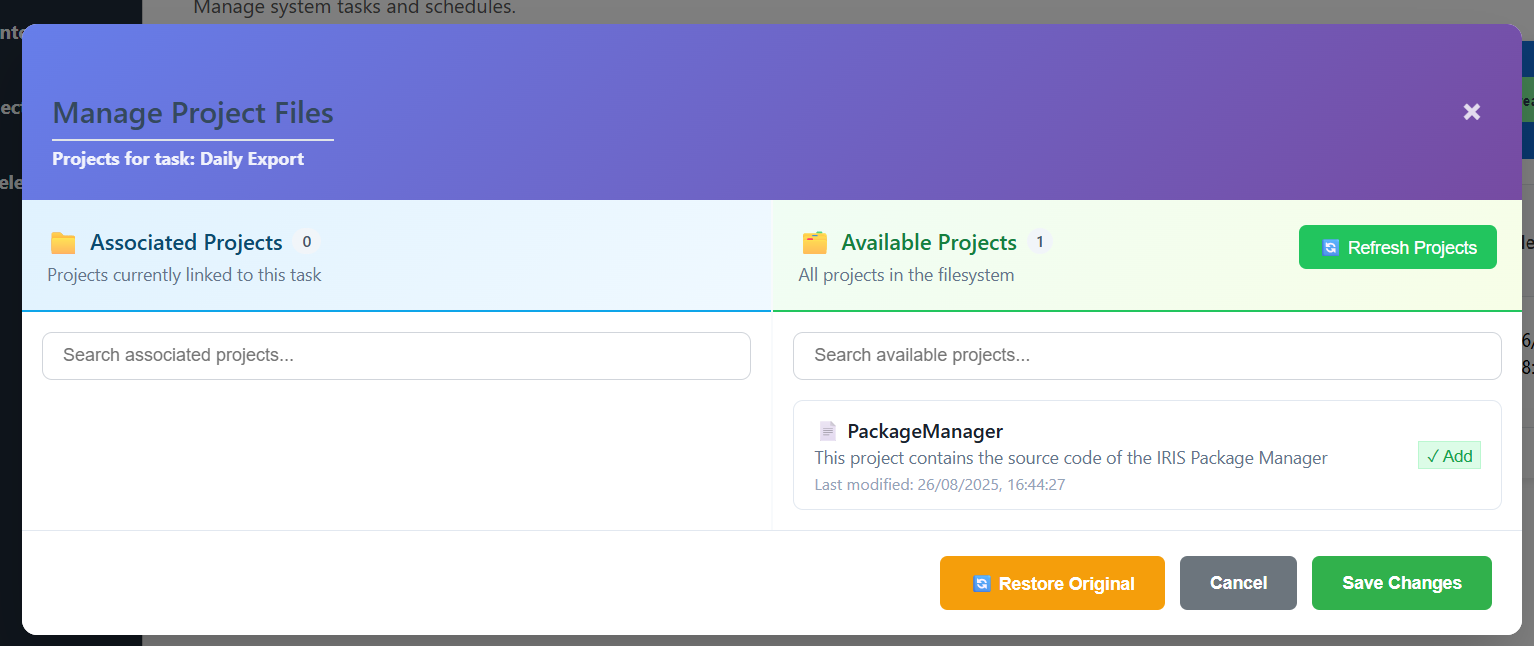 Manage system tasks and schedules.
Manage Project Files
Projects for task: Daily Export
Associated Projects 0
Projects currently linked to this task
Available Projects 1
All projects in the filesystem
Refresh Projects
Search associated projects...
Search available projects...
PackageManager
This project contains the source code of the IRIS Package Manager
✓ Add
Last modified: 26/08/2025, 16:44:27
Restore Original
Cancel
Save Changes